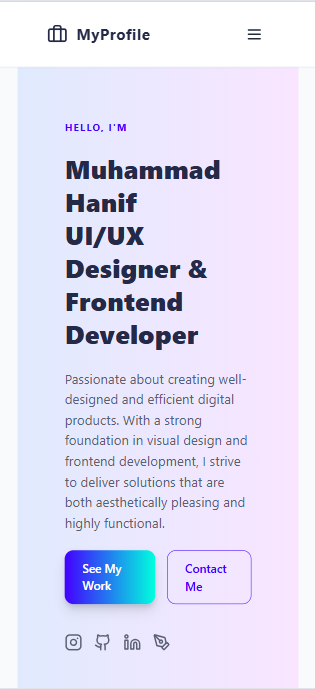 MyProfile
HELLO, I'M
Muhammad
Hanif
UI/UX
Designer &
Frontend
Developer
Passionate about creating well-
designed and efficient digital
products. With a strong
foundation in visual design and
frontend development, I strive
to deliver solutions that are
both aesthetically pleasing and
highly functional.
See My
Work
Contact
Me